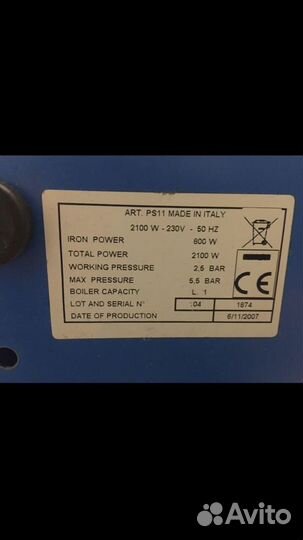 ART. PS11 MADE IN ITALY
2100 W - 230V - 50 HZ
IRON POWER 800 W
TOTAL POWER 2100 W
WORKING PRESSURE 2,5 BAR
MAX PRESSURE 5,5 BAR
BOILER CAPACITY L. 1
LOT AND SERIAL N° :04 1874
DATE OF PRODUCTION 6/11/2007
CE
Avito